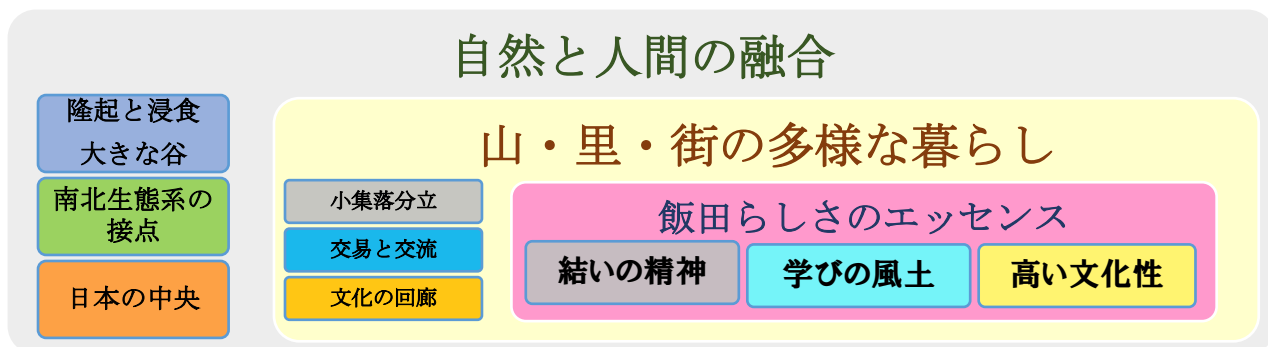 自然と人間の融合
隆起と浸食
大きな谷
南北生態系の
接点
日本の中央
山・里・街の多様な暮らし
小集落分立
交易と交流
文化の回廊
飯田らしさのエッセンス
結いの精神
学びの風土
高い文化性